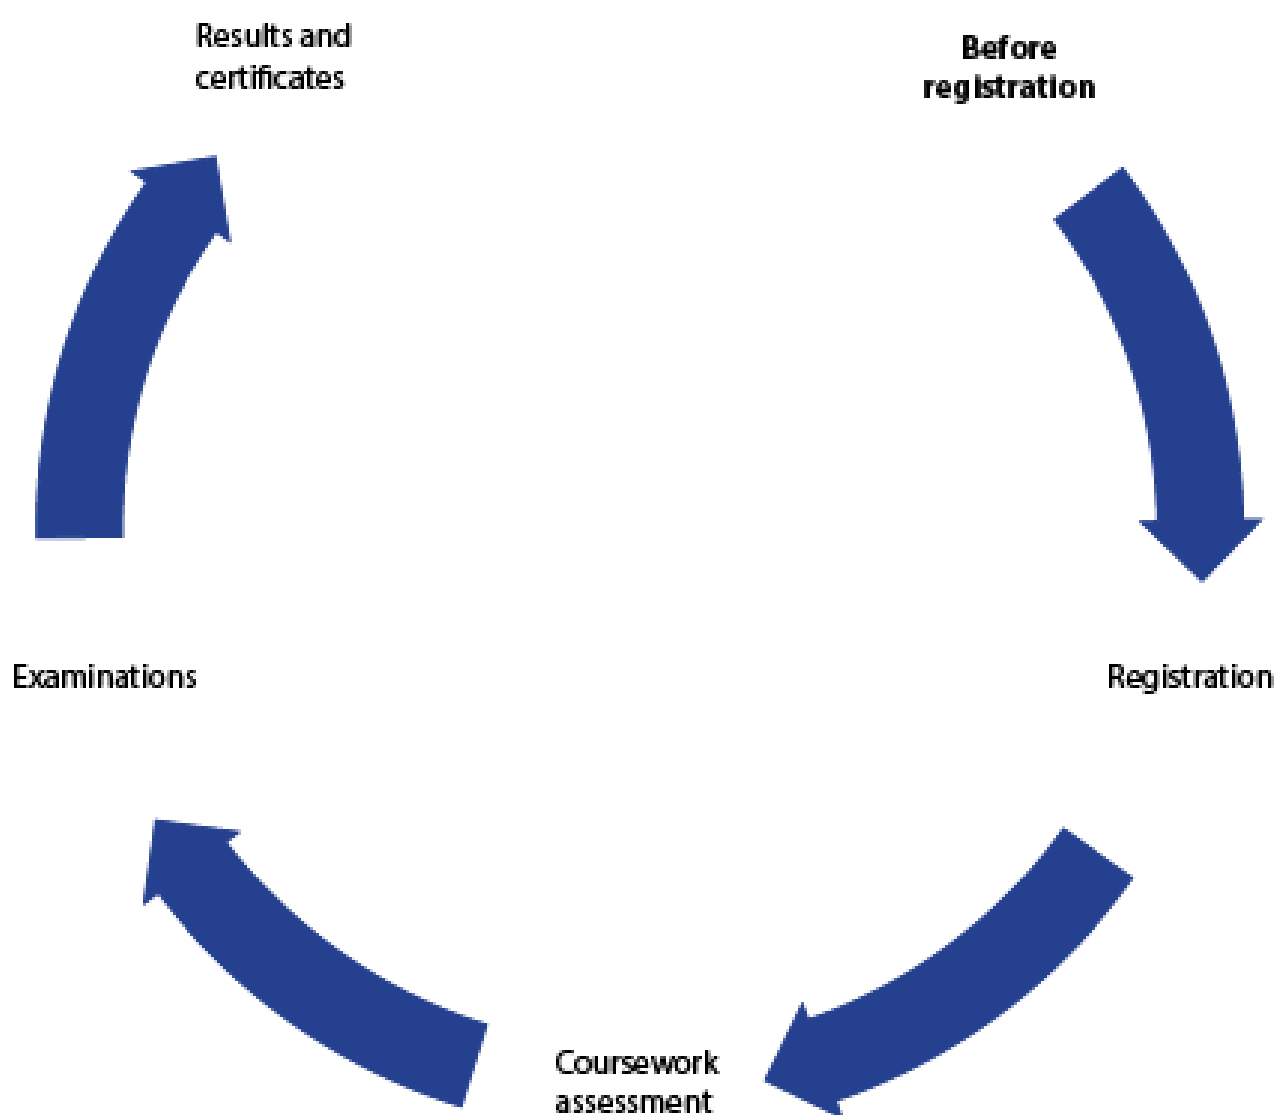 Before
registration
Registration
Coursework
assessment
Examinations
Results and
certificates